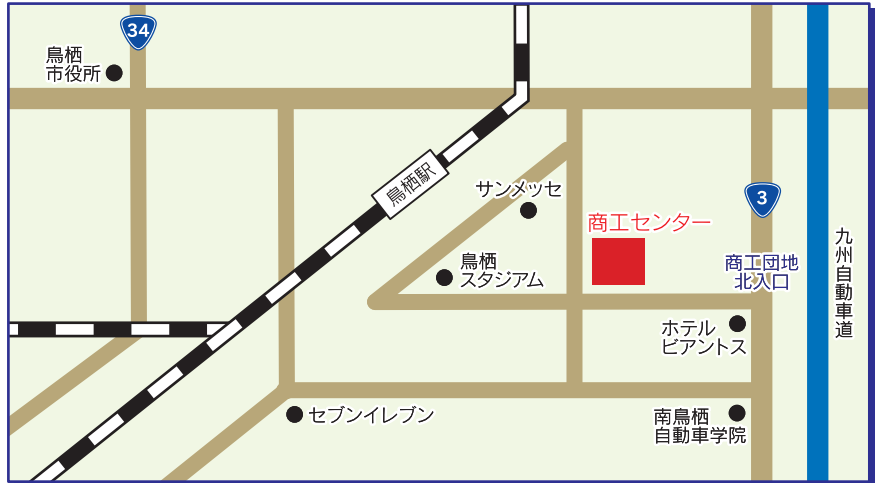 34
鳥栖
市役所
鳥栖駅
サンメッセ
3
商工センター
九州自動車道
鳥栖
スタジアム
商工団地
北入口
ホテル
ビアントス
セブンイレブン
南鳥栖
自動車学院